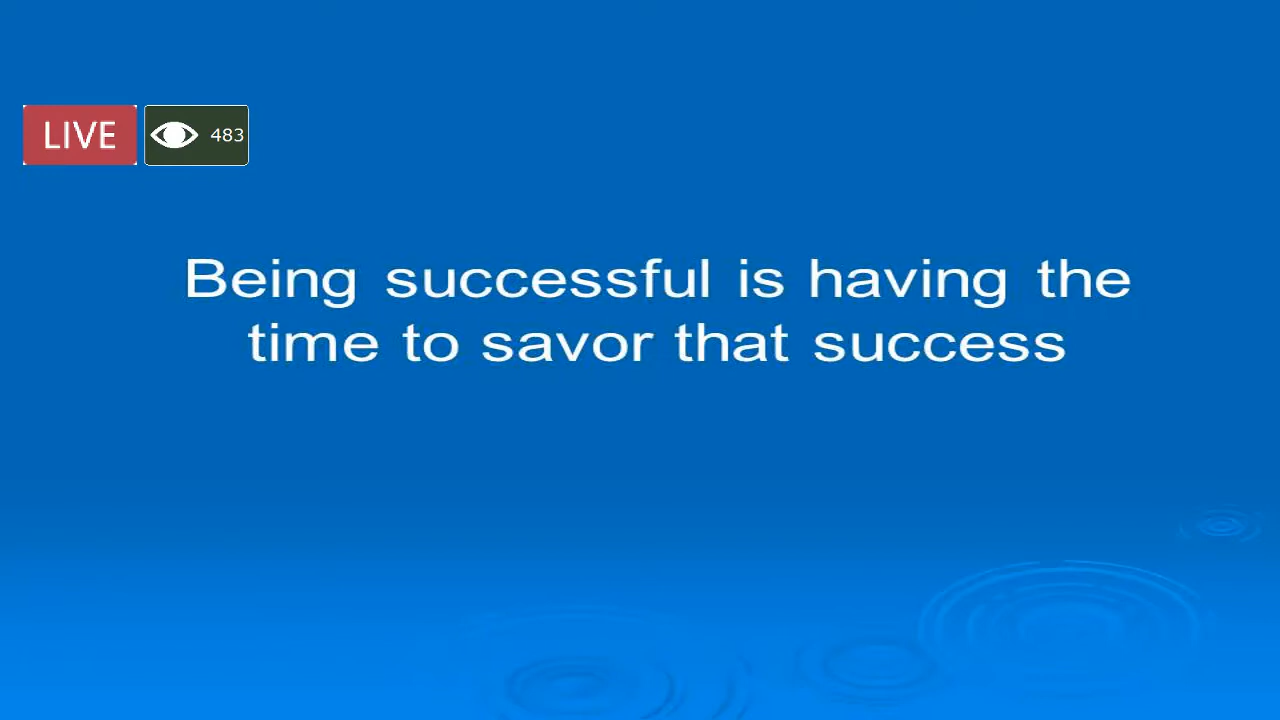 LIVE 483
Being successful is having the
time to savor that success